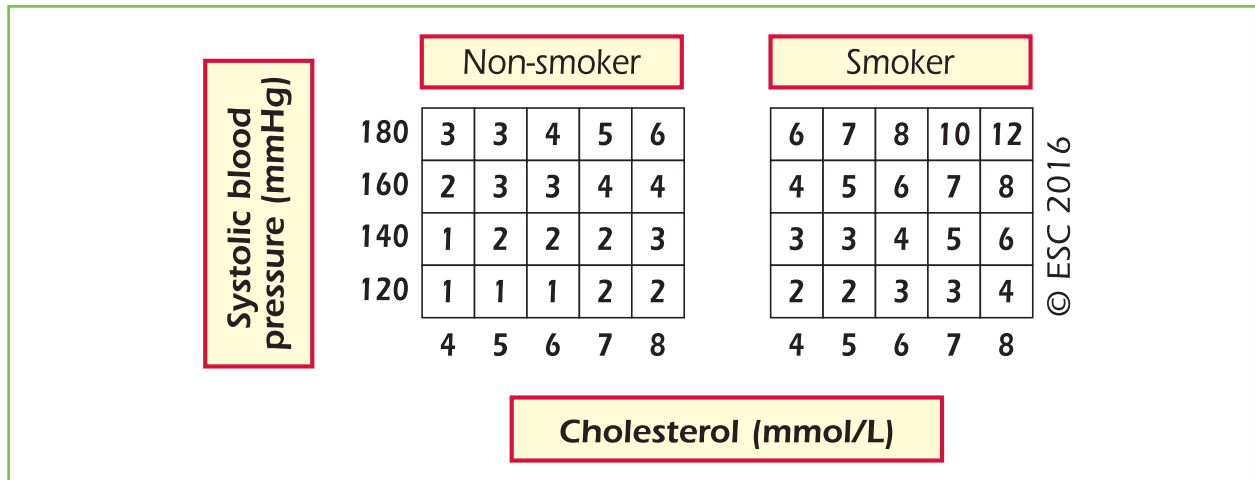 Non-smoker Smoker
Systolic blood
pressure (mmHg)
180 3 3 4 5 6 6 7 8 10 12
160 2 3 3 4 4 4 5 6 7 8
140 1 2 2 2 3 3 3 4 5 6
120 1 1 1 2 2 2 2 3 3 4
4 5 6 7 8 4 5 6 7 8
© ESC 2016
Cholesterol (mmol/L)